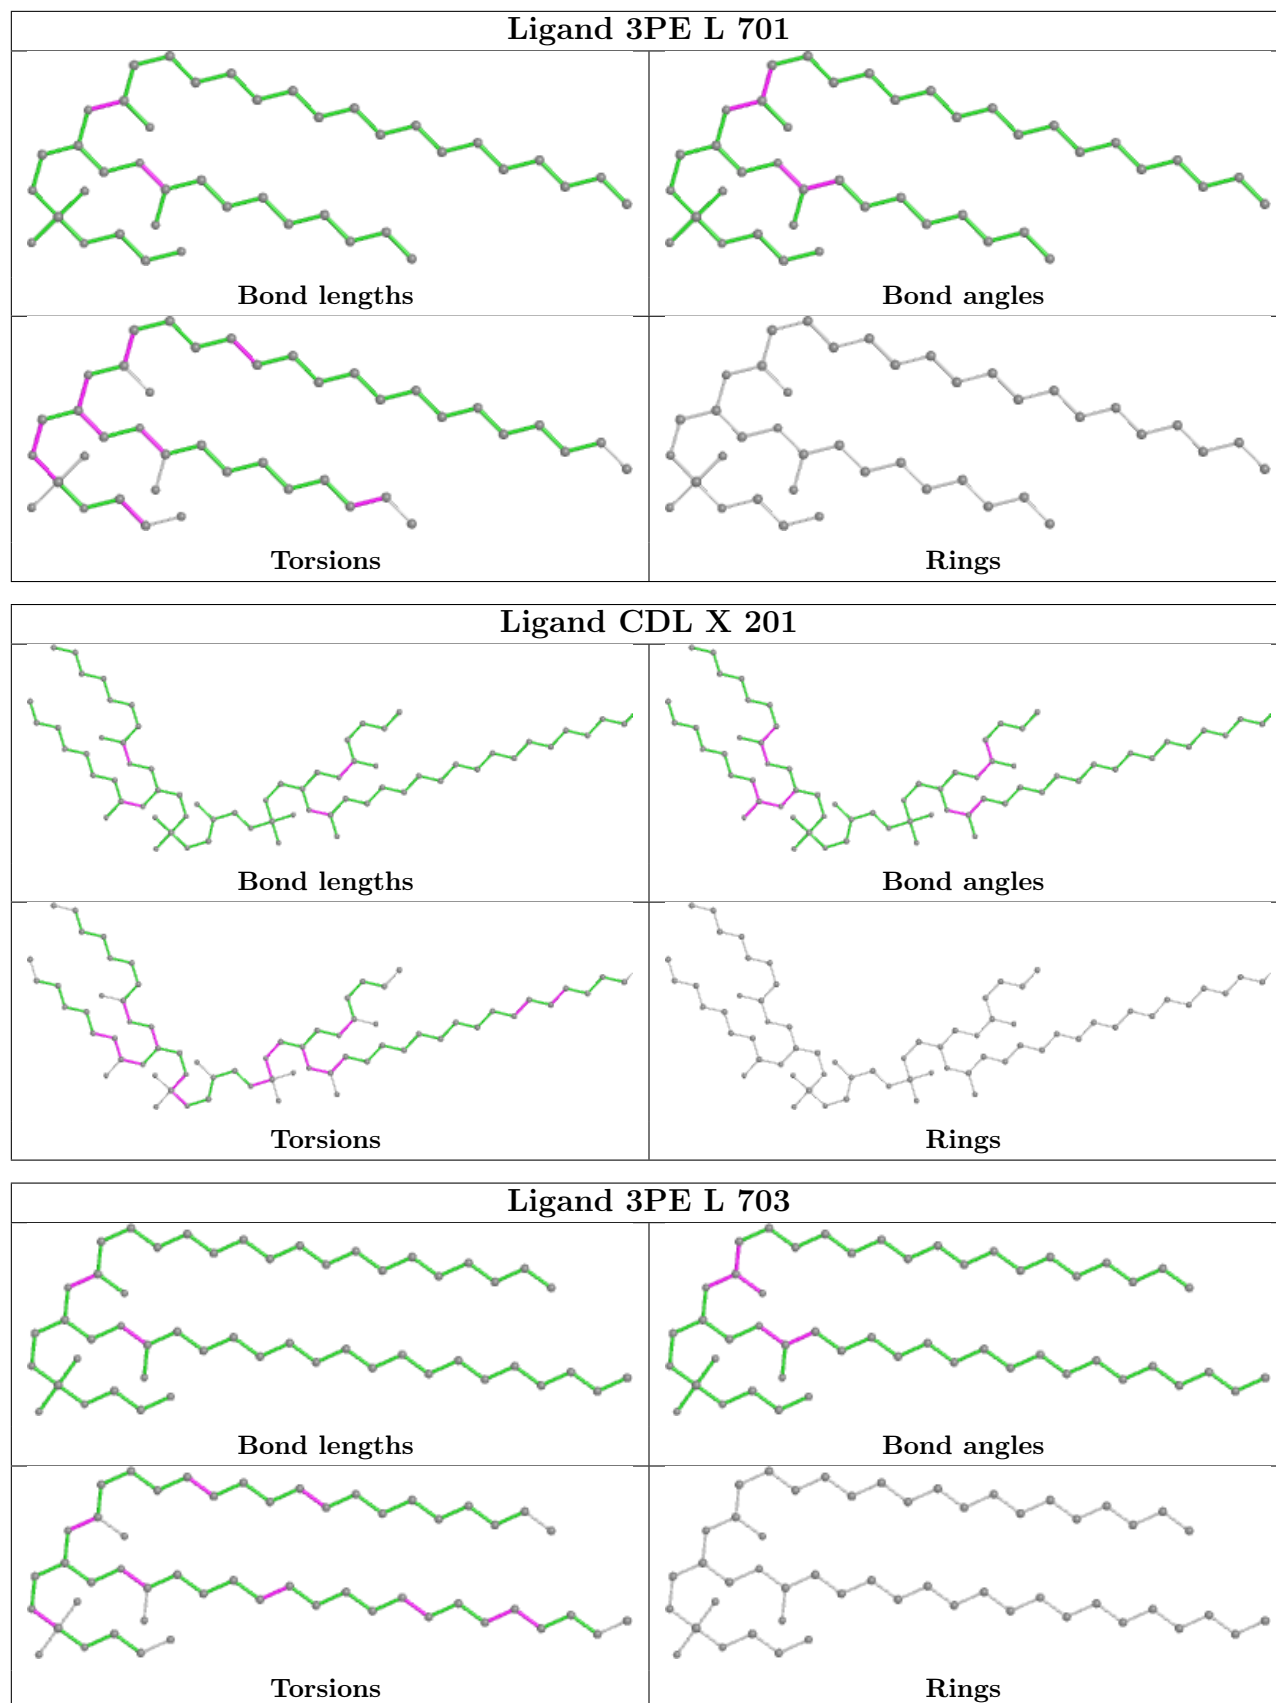 Ligand 3PE L 701
Bond lengths
Bond angles
Torsions
Rings
Ligand CDL X 201
Bond lengths
Bond angles
Torsions
Rings
Ligand 3PE L 703
Bond lengths
Bond angles
Torsions
Rings